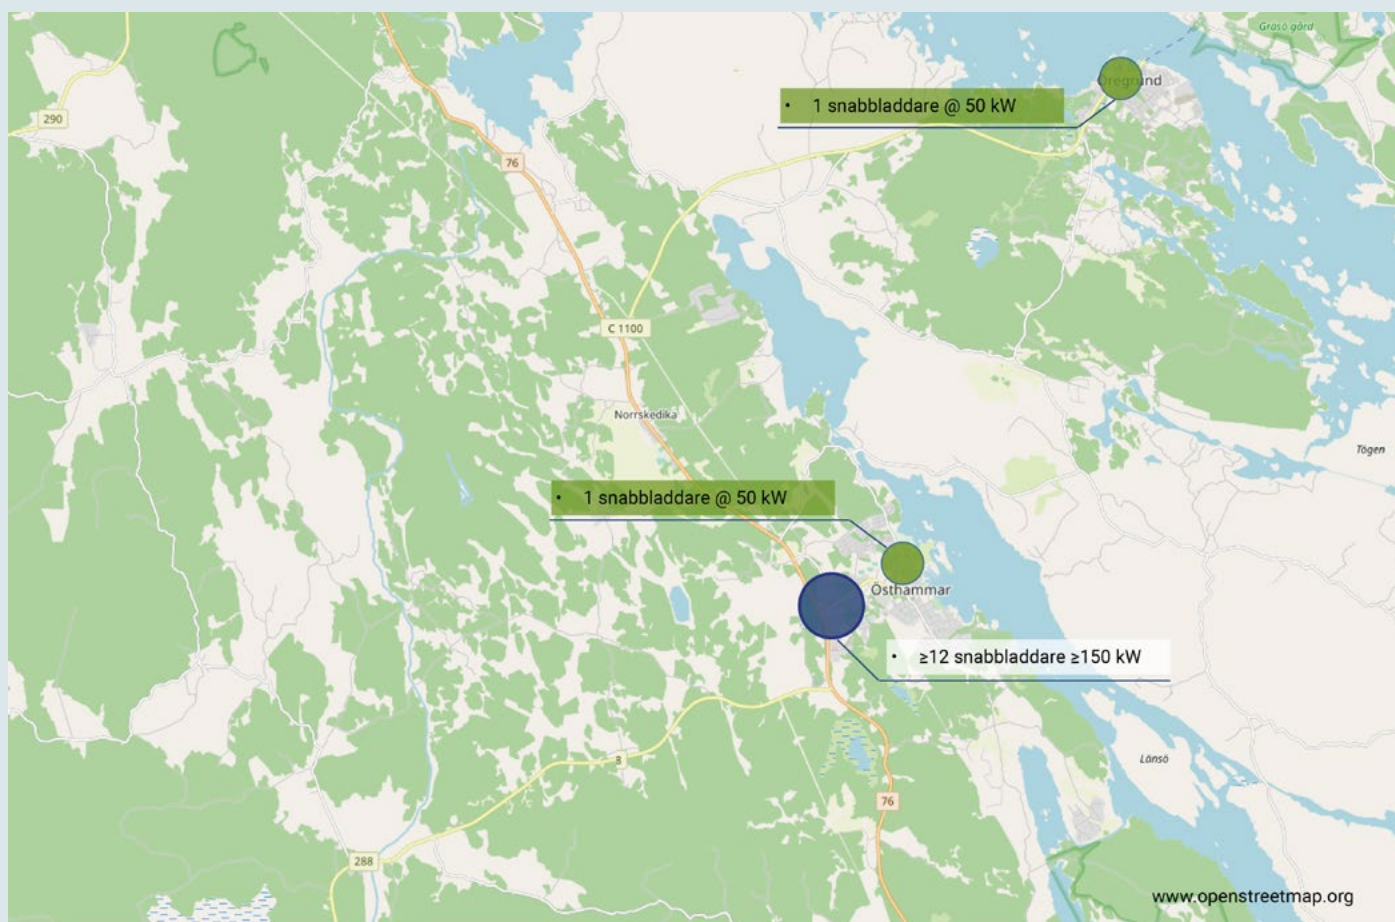 Gräsö gård
Öregrund
• 1 snabbladdare @ 50 kW
290
76
C 1100
Norrskedika
Tögen
• 1 snabbladdare @ 50 kW
Östhammar
• ≥12 snabbladdare ≥150 kW
Länsö
8
76
288
www.openstreetmap.org